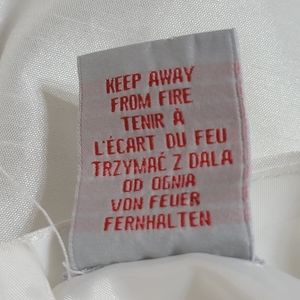 KEEP AWAY
FROM FIRE
TENIR À
L'ÉCART DU FEU
TRZYMAĆ Z DALA
OD OGNIA
VON FEUER
FERNHALTEN